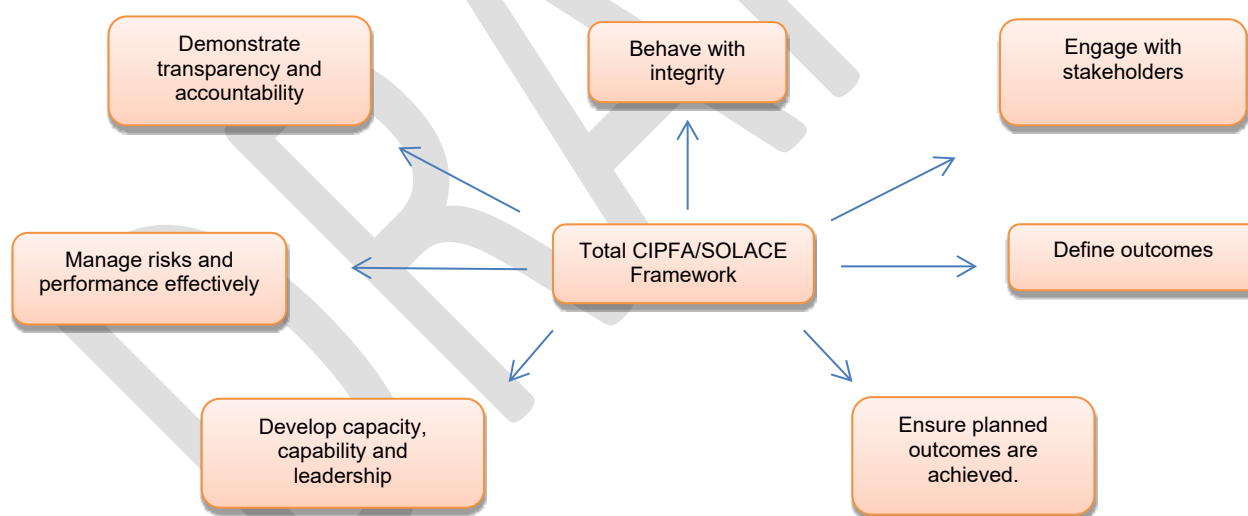 Demonstrate
transparency and
accountability
Behave with
integrity
Engage with
stakeholders
Manage risks and
performance effectively
Total CIPFA/SOLACE
Framework
Define outcomes
Develop capacity,
capability and
leadership
Ensure planned
outcomes are
achieved.